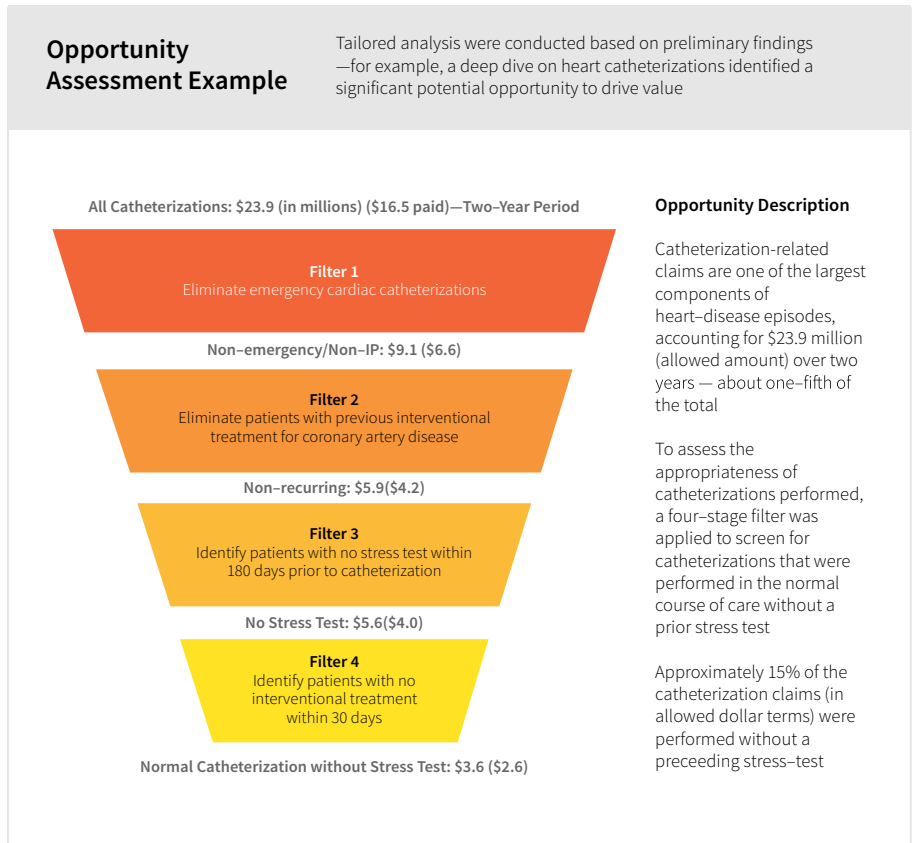 Opportunity
Assessment Example
Tailored analysis were conducted based on preliminary findings
—for example, a deep dive on heart catheterizations identified a
significant potential opportunity to drive value
All Catheterizations: $23.9 (in millions) ($16.5 paid)—Two–Year Period
Filter 1
Eliminate emergency cardiac catheterizations
Non–emergency/Non–IP: $9.1 ($6.6)
Filter 2
Eliminate patients with previous interventional
treatment for coronary artery disease
Non–recurring: $5.9($4.2)
Filter 3
Identify patients with no stress test within
180 days prior to catheterization
No Stress Test: $5.6($4.0)
Filter 4
Identify patients with no
interventional treatment
within 30 days
Normal Catheterization without Stress Test: $3.6 ($2.6)
Opportunity Description
Catheterization-related
claims are one of the largest
components of
heart–disease episodes,
accounting for $23.9 million
(allowed amount) over two
years — about one–fifth of
the total
To assess the
appropriateness of
catheterizations performed,
a four–stage filter was
applied to screen for
catheterizations that were
performed in the normal
course of care without a
prior stress test
Approximately 15% of the
catheterization claims (in
allowed dollar terms) were
performed without a
preceeding stress–test